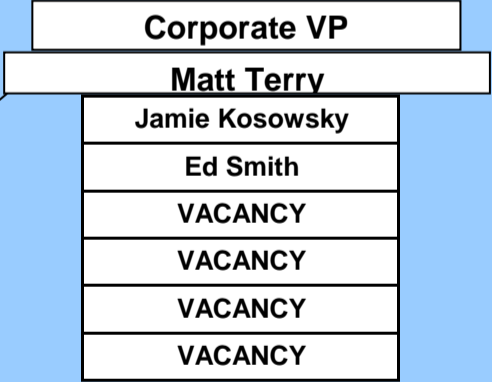 Corporate VP
Matt Terry
Jamie Kosowsky
Ed Smith
VACANCY
VACANCY
VACANCY
VACANCY